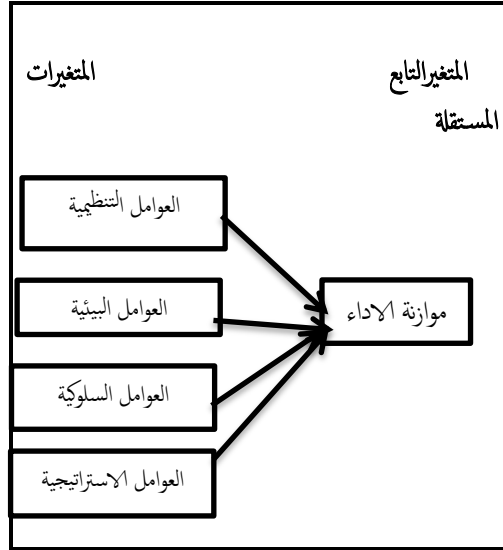 المتغيرالتابع المتغيرات
المستقلة
العوامل التنظيمية
العوامل البيئية
موازنة الاداء
العوامل السلوكية
العوامل الاستراتيجية